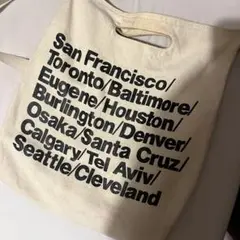 San Francisco/
Toronto/Baltimore/
Eugene/Houston/
Burlington/Denver/
Osaka/Santa Cruz/
Calgary/Tel Aviv/
Seattle/Cleveland